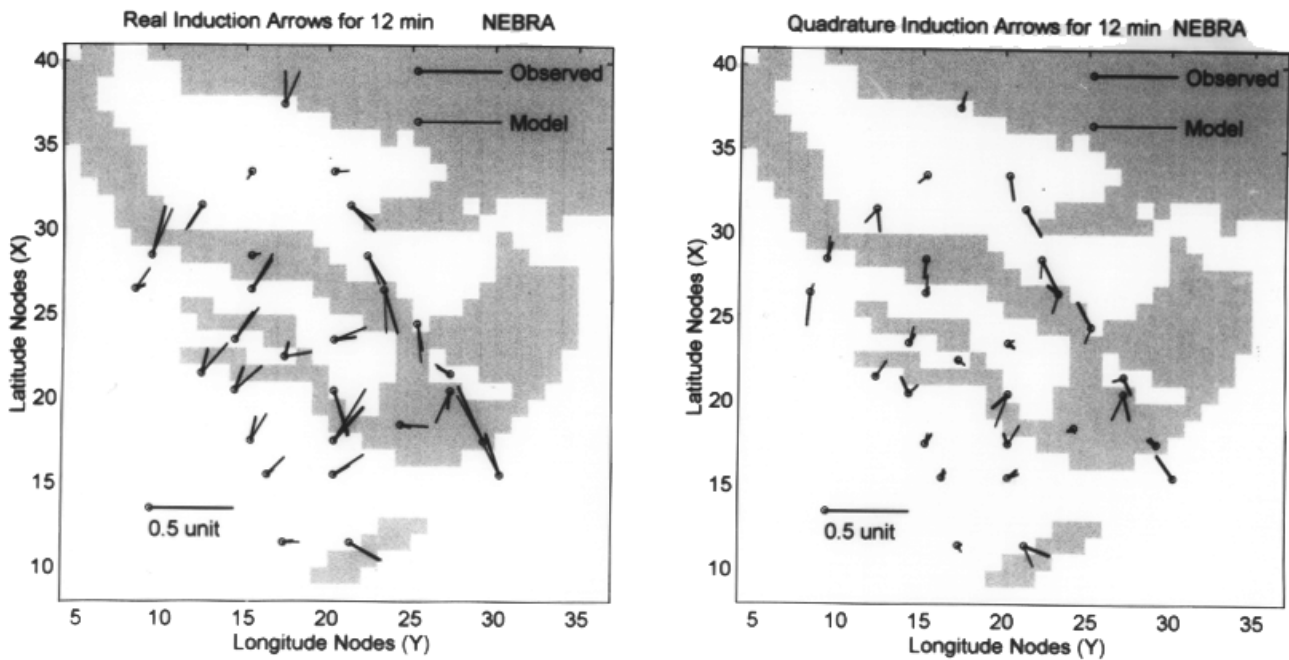 Real Induction Arrows for 12 min NEBRA
Observed
Model
0.5 unit
40
35
30
25
20
15
10
Latitude Nodes (X)
5 10 15 20 25 30 35
Longitude Nodes (Y)
Quadrature Induction Arrows for 12 min NEBRA
Observed
Model
0.5 unit
40
35
30
25
20
15
10
Latitude Nodes (X)
5 10 15 20 25 30 35
Longitude Nodes (Y)